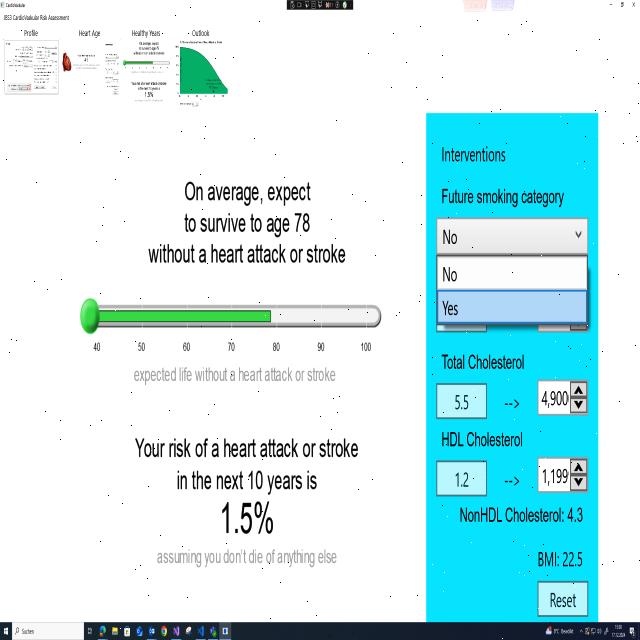 CardioVaskular
JBS3 CardioVaskular Risk Assessment
Profile
Heart Age
Healthy Years
Outlook
On average, expect
to survive to age 78
without a heart attack or stroke
40 50 60 70 80 90 100
expected life without a heart attack or stroke
Your risk of a heart attack or stroke
in the next 10 years is
1.5%
assuming you don't die of anything else
Interventions
Future smoking category
No
No
Yes
Total Cholesterol
5.5 --> 4,900
HDL Cholesterol
1.2 --> 1,199
NonHDL Cholesterol: 4.3
BMI: 22.5
Reset
Suchen